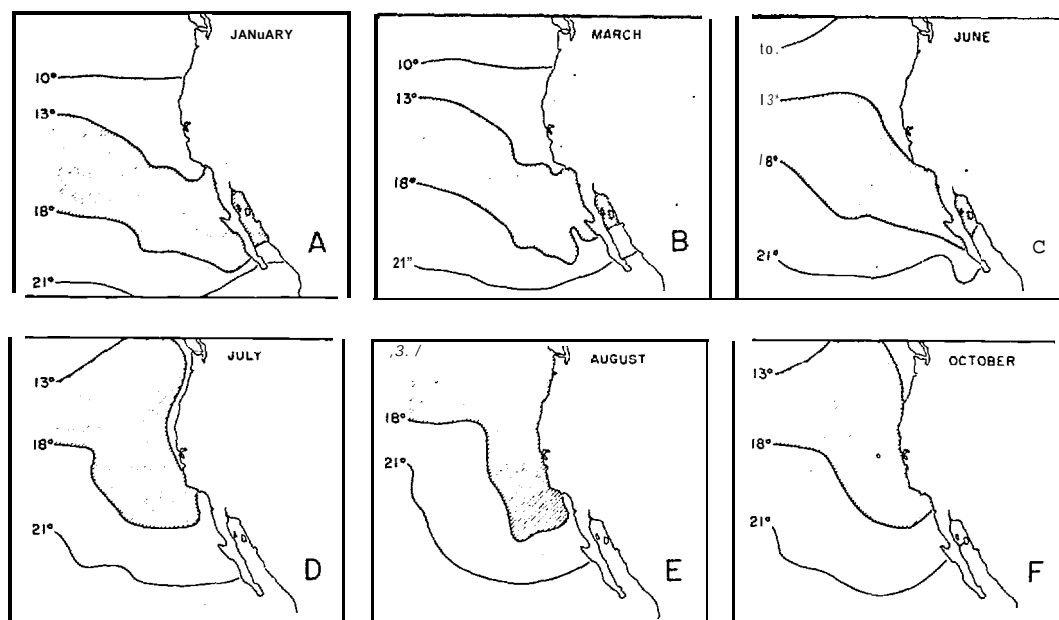 JANuARY
10°
13°
18°
21°
A
MARCH
10°
13°
18°
21"
B
JUNE
to.
13*
18°
21°
C
JULY
13°
18°
21°
D
AUGUST
,3. /
18°
21°
E
OCTOBER
13°
18°
21°
F